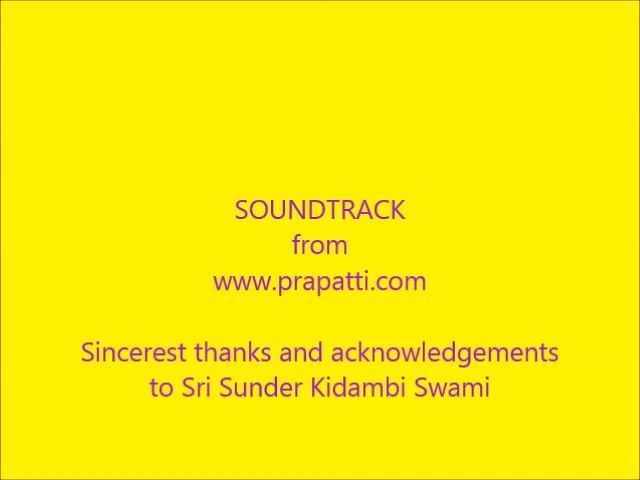 SOUNDTRACK
from
www.prapatti.com
Sincerest thanks and acknowledgements
to Sri Sunder Kidambi Swami